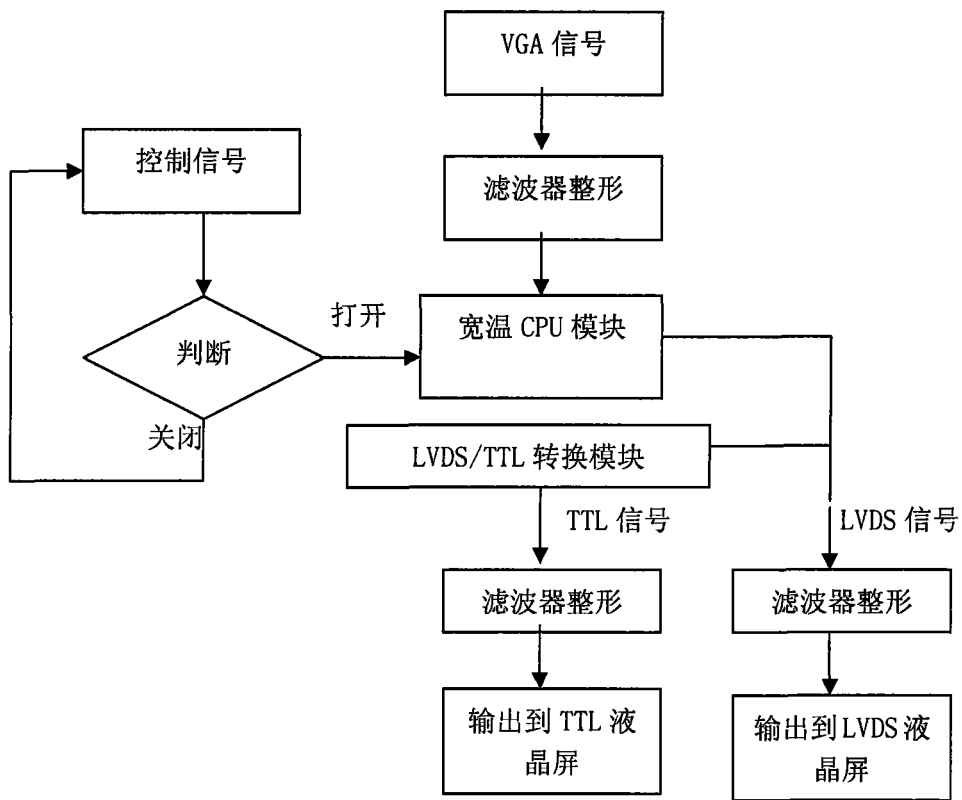 VGA 信号
控制信号
滤波器整形
打开
宽温 CPU 模块
判断
关闭
LVDS/TTL 转换模块
TTL 信号
LVDS 信号
滤波器整形
滤波器整形
输出到 TTL 液
晶屏
输出到 LVDS 液
晶屏